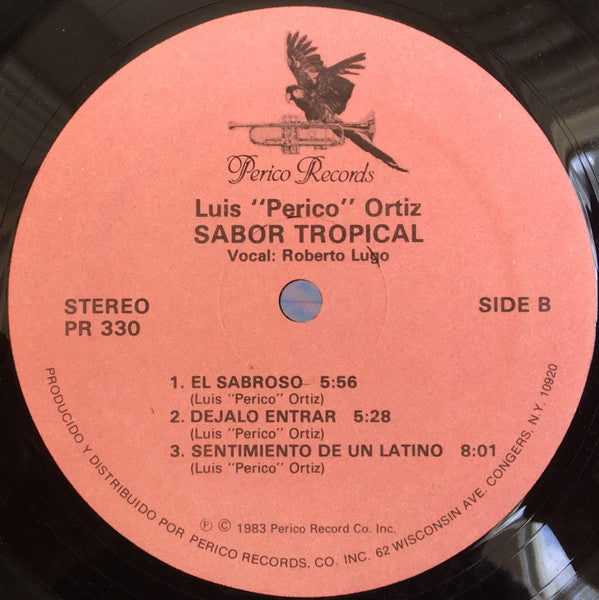 Perico Records
Luis "Perico" Ortiz
SABOR TROPICAL
Vocal: Roberto Lugo
STEREO
PR 330
SIDE B
1. EL SABROSO 5:56
(Luis "Perico" Ortiz)
2. DEJALO ENTRAR 5:28
(Luis "Perico" Ortiz)
3. SENTIMIENTO DE UN LATINO 8:01
(Luis "Perico" Ortiz)
℗ © 1983 Perico Record Co. Inc.
PRODUCIDO Y DISTRIBUIDO POR PERICO RECORDS, CO. INC. 62 WISCONSIN AVE. CONGERS, N.Y. 10920